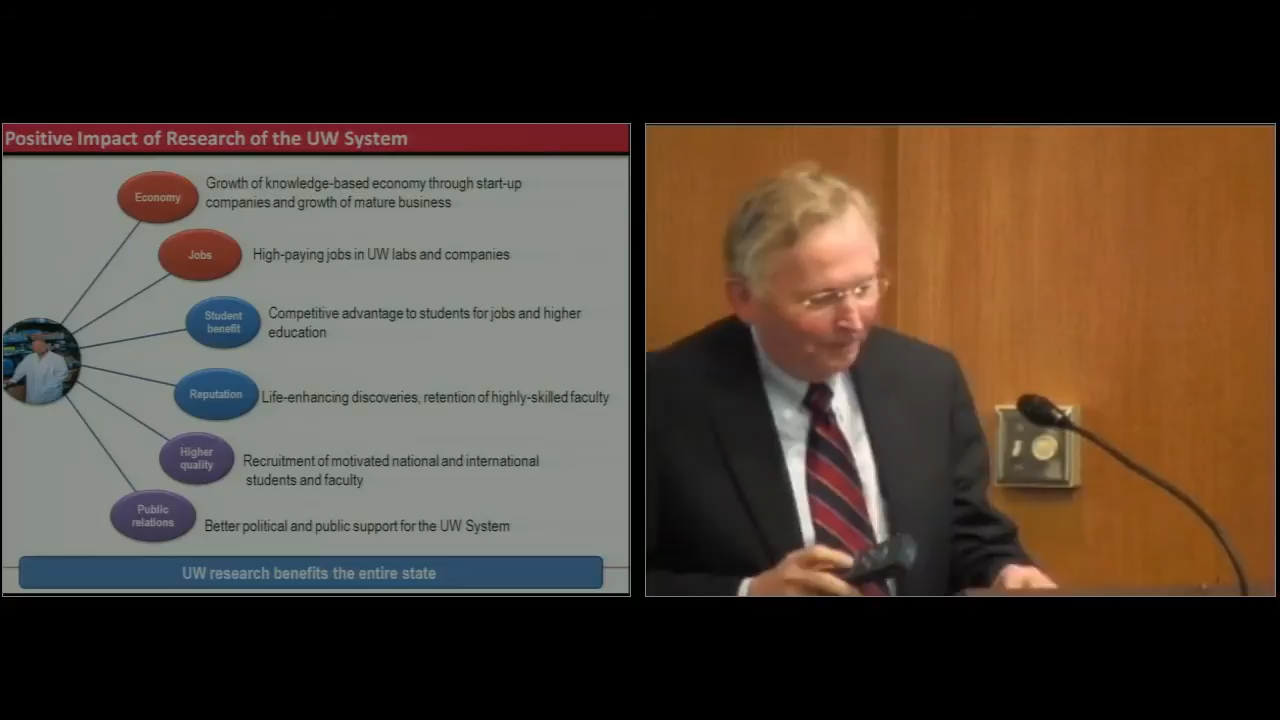 Positive Impact of Research of the UW System
Economy
Growth of knowledge-based economy through start-up
companies and growth of mature business
Jobs
High-paying jobs in UW labs and companies
Student
benefit
Competitive advantage to students for jobs and higher
education
Reputation
Life-enhancing discoveries, retention of highly-skilled faculty
Higher
quality
Recruitment of motivated national and international
students and faculty
Public
relations
Better political and public support for the UW System
UW research benefits the entire state